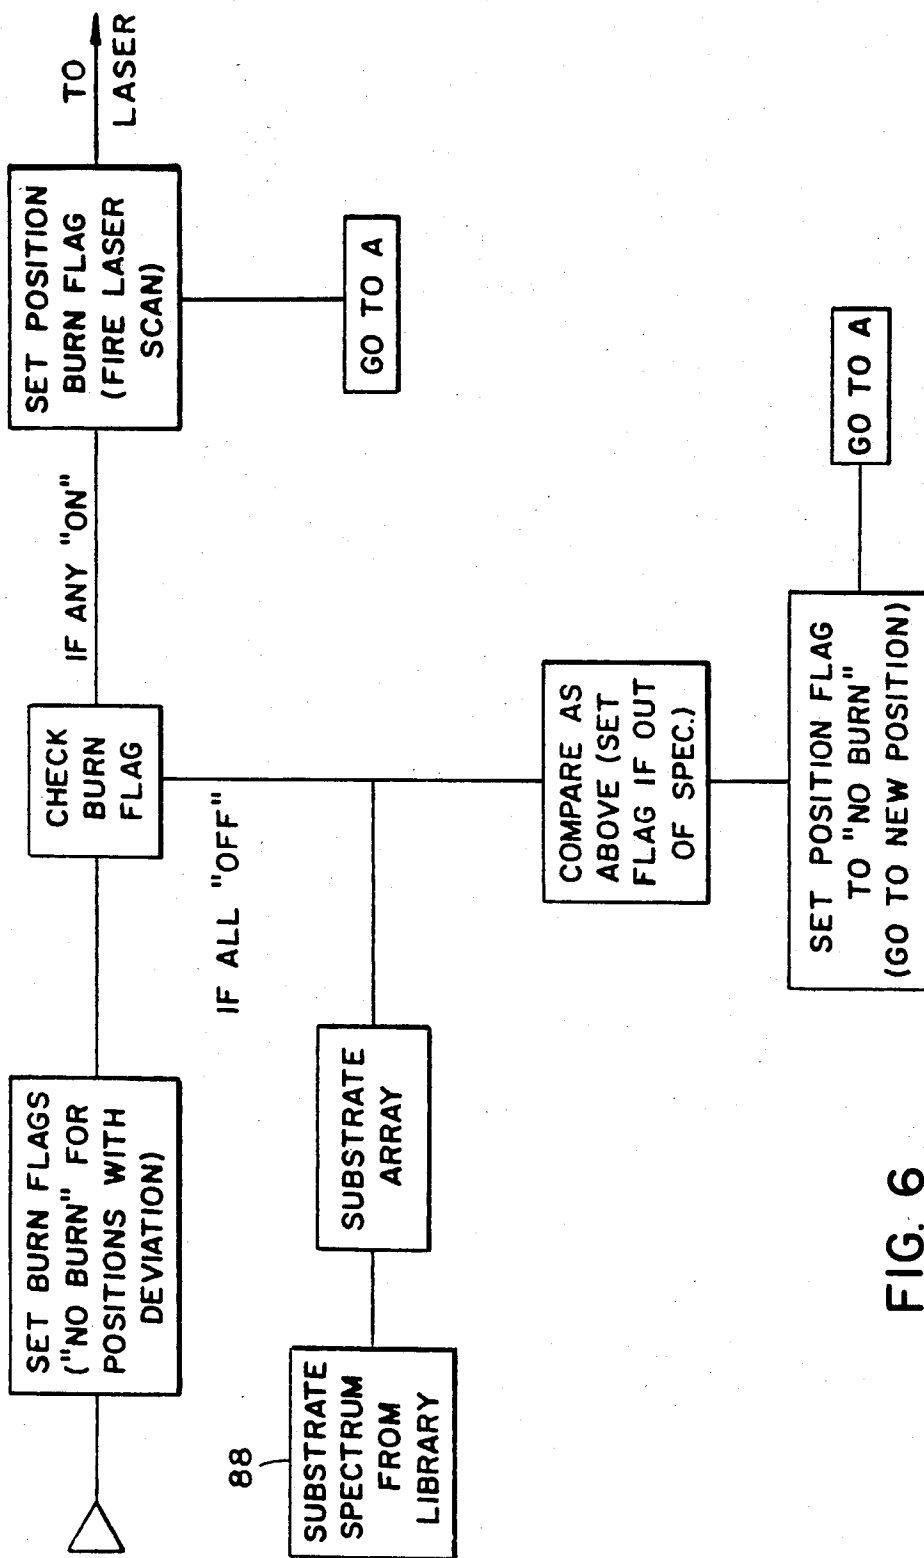 SET BURN FLAGS
("NO BURN" FOR
POSITIONS WITH
DEVIATION)
CHECK
BURN
FLAG
IF ANY "ON"
SET POSITION
BURN FLAG
(FIRE LASER
SCAN)
TO
LASER
GO TO A
IF ALL "OFF"
88
SUBSTRATE
SPECTRUM
FROM
LIBRARY
SUBSTRATE
ARRAY
COMPARE AS
ABOVE (SET
FLAG IF OUT
OF SPEC.)
SET POSITION FLAG
TO "NO BURN"
(GO TO NEW POSITION)
GO TO A
FIG. 6